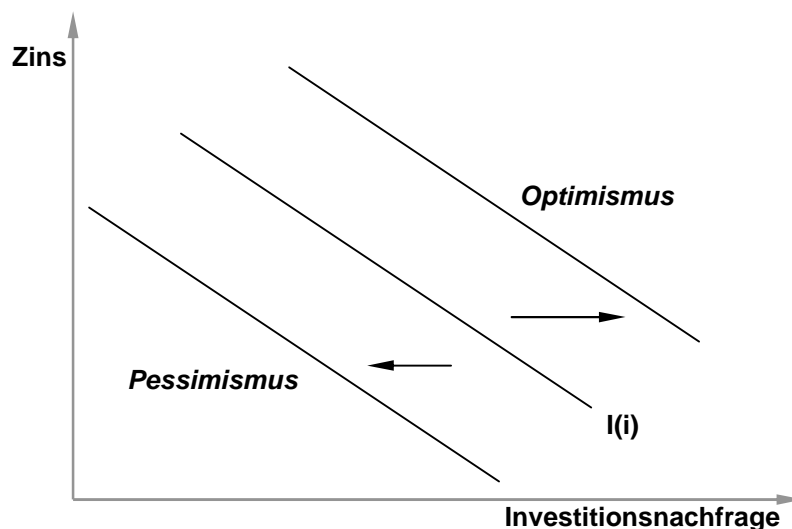 Zins
Optimismus
Pessimismus
I(i)
Investitionsnachfrage